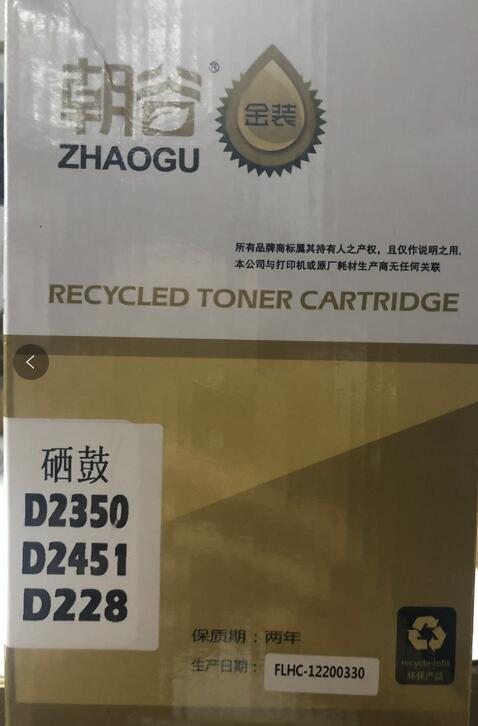 朝谷®
ZHAOGU
金装
所有品牌商标属其持有人之产权，且仅作说明之用,
本公司与打印机或原厂耗材生产商无任何关联
RECYCLED TONER CARTRIDGE
硒鼓
D2350
D2451
D228
保质期：两年
生产日期：
FLHC-12200330
recycle-refill
环保产品